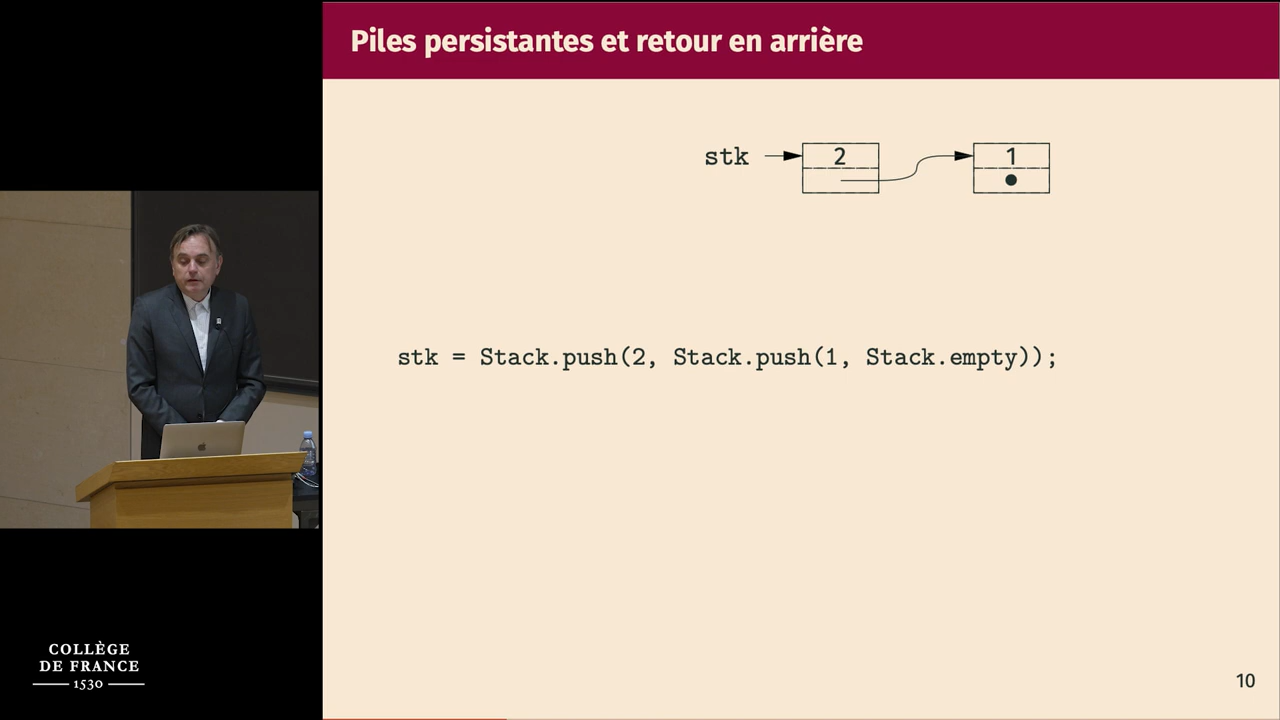 Piles persistantes et retour en arrière
stk
2
1
stk = Stack.push(2, Stack.push(1, Stack.empty));
COLLÈGE
DE FRANCE
1530
10